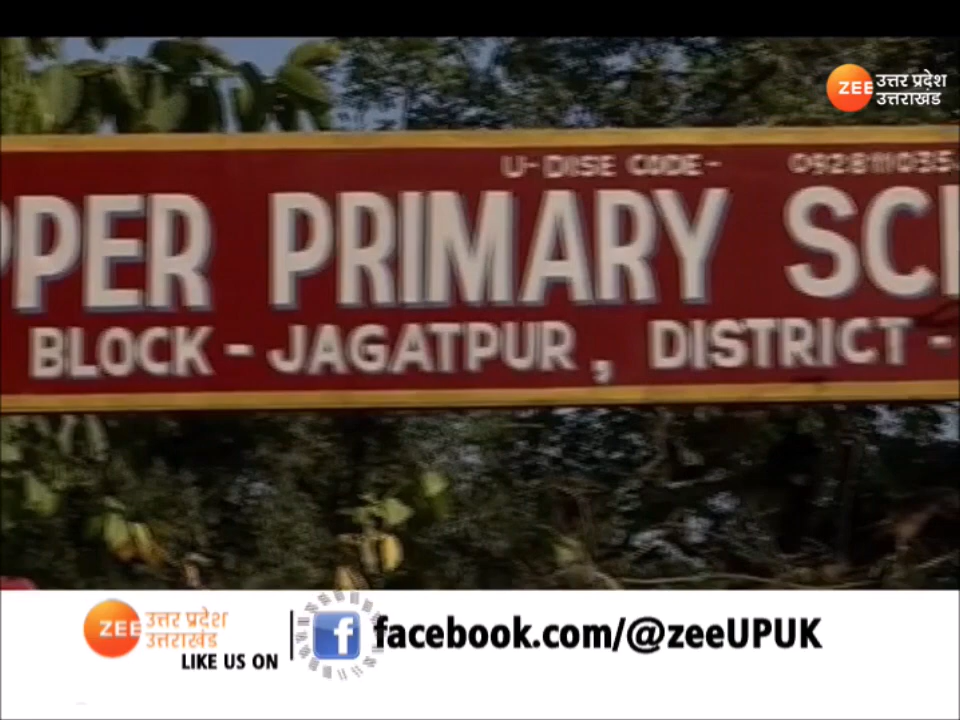 ZEE उत्तर प्रदेश
उत्तराखंड
U-DISE CODE- 092811035
PPER PRIMARY SC
BLOCK - JAGATPUR, DISTRICT -
ZEE उत्तर प्रदेश
उत्तराखंड
LIKE US ON
f facebook.com/@zeeUPUK